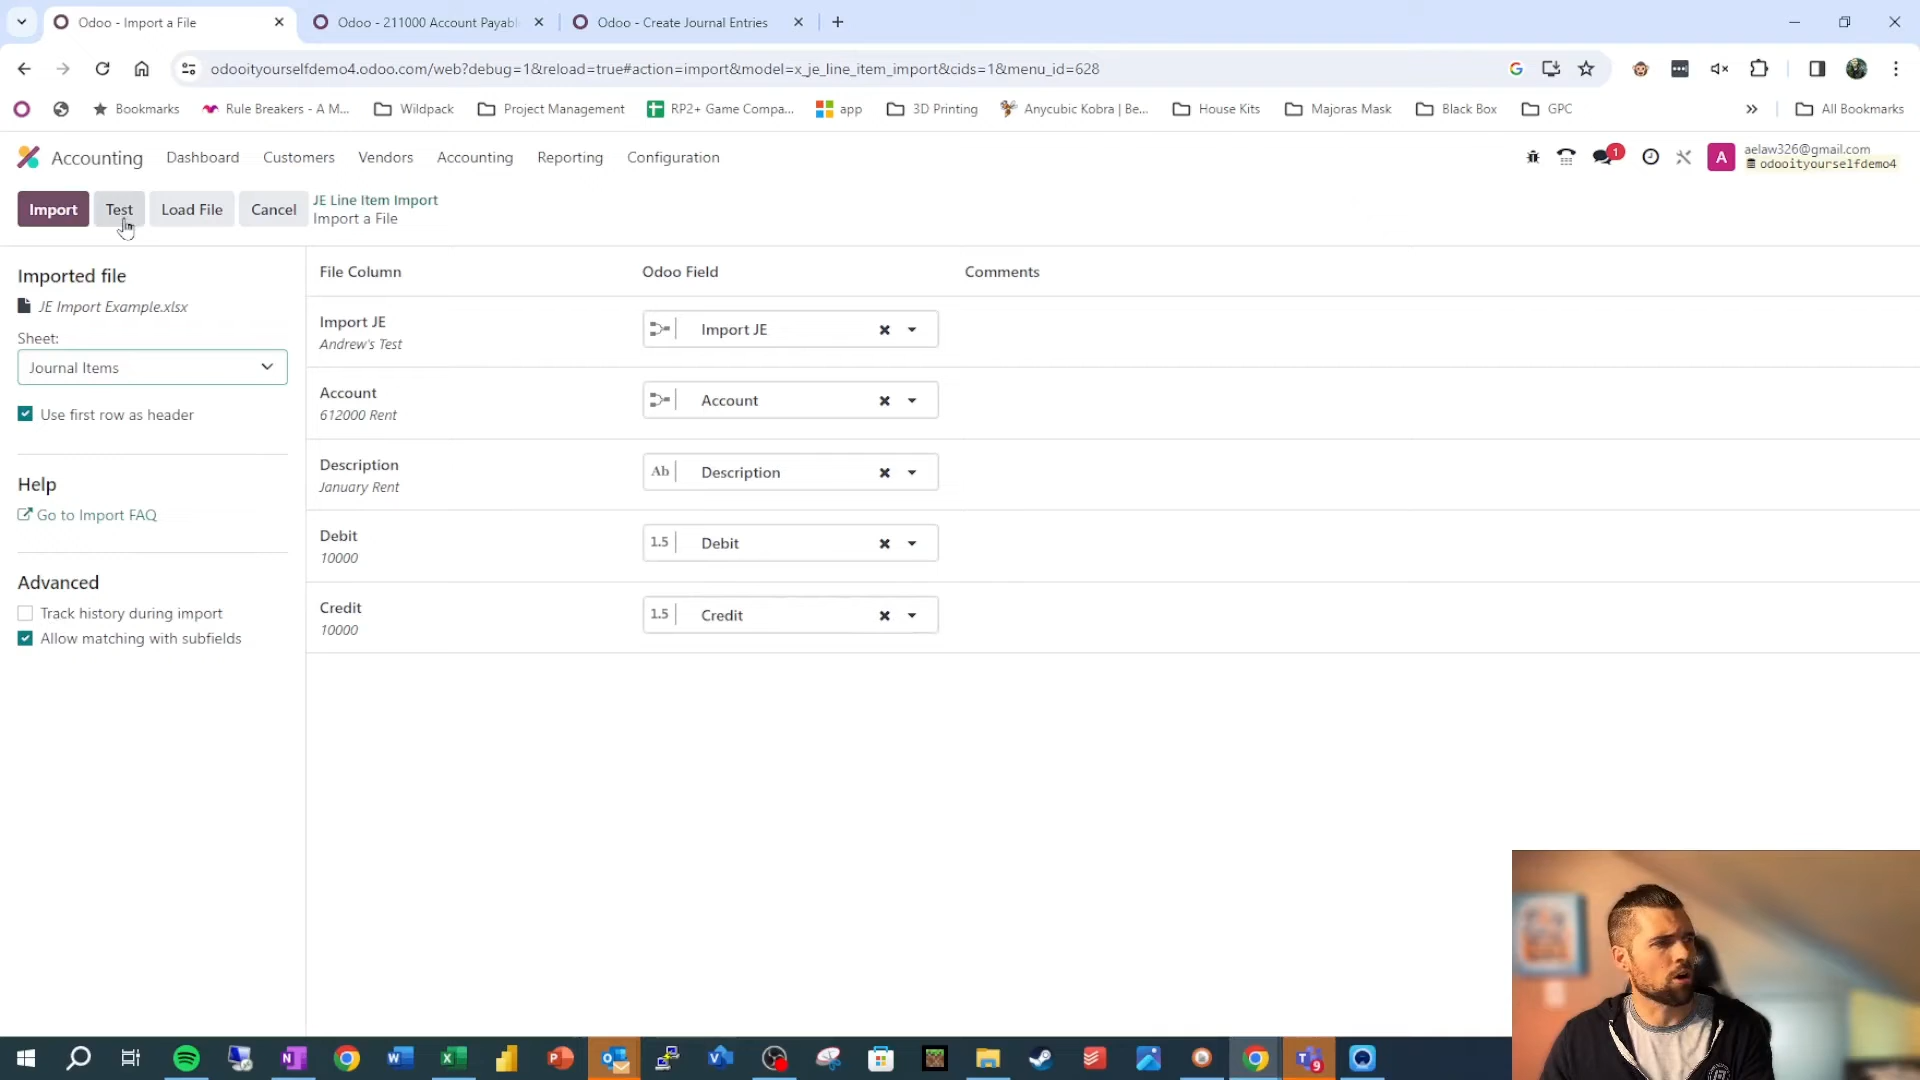 Odoo - Import a File
Odoo - 211000 Account Payabl
Odoo - Create Journal Entries
odooityourselfdemo4.odoo.com/web?debug=1&reload=true#action=import&model=x_je_line_item_import&cids=1&menu_id=628
Bookmarks
Rule Breakers - A M...
Wildpack
Project Management
RP2+ Game Compa...
app
3D Printing
Anycubic Kobra | Be...
House Kits
Majoras Mask
Black Box
GPC
All Bookmarks
Accounting
Dashboard
Customers
Vendors
Accounting
Reporting
Configuration
1
A
aelaw326@gmail.com
odooityourselfdemo4
Import
Test
Load File
Cancel
JE Line Item Import
Import a File
Imported file
JE Import Example.xlsx
Sheet:
Journal Items
Use first row as header
Help
Go to Import FAQ
Advanced
Track history during import
Allow matching with subfields
File Column
Odoo Field
Comments
Import JE
Andrew's Test
Import JE
Account
612000 Rent
Account
Description
January Rent
Ab
Description
Debit
10000
1.5
Debit
Credit
10000
1.5
Credit